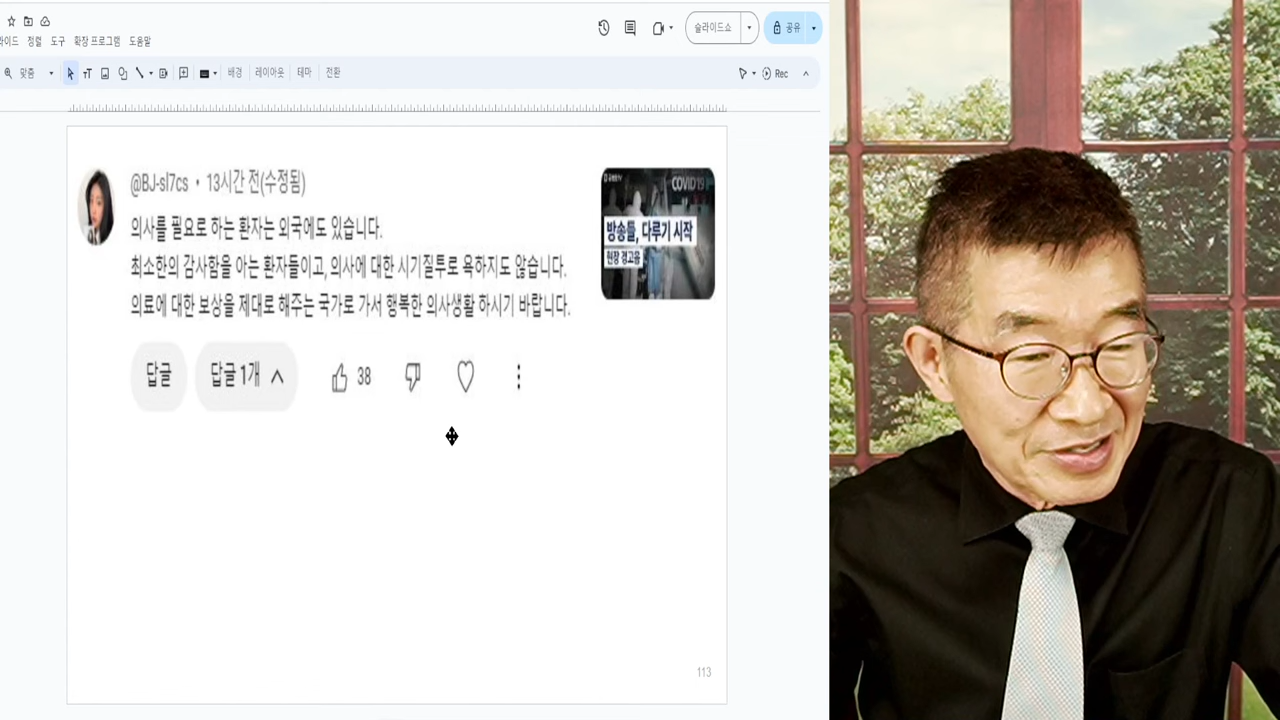 라이드 정렬 도구 확장 프로그램 도움말
슬라이드쇼
공유
맞춤
배경 레이아웃 테마 전환
Rec
@BJ-sl7cs • 13시간 전(수정됨)
의사를 필요로 하는 환자는 외국에도 있습니다.
최소한의 감사함을 아는 환자들이고, 의사에 대한 시기질투로 욕하지도 않습니다.
의료에 대한 보상을 제대로 해주는 국가로 가서 행복한 의사생활 하시기 바랍니다.
COVID19
방송들, 다루기 시작
현장 경고음
답글
답글 1개
38
113